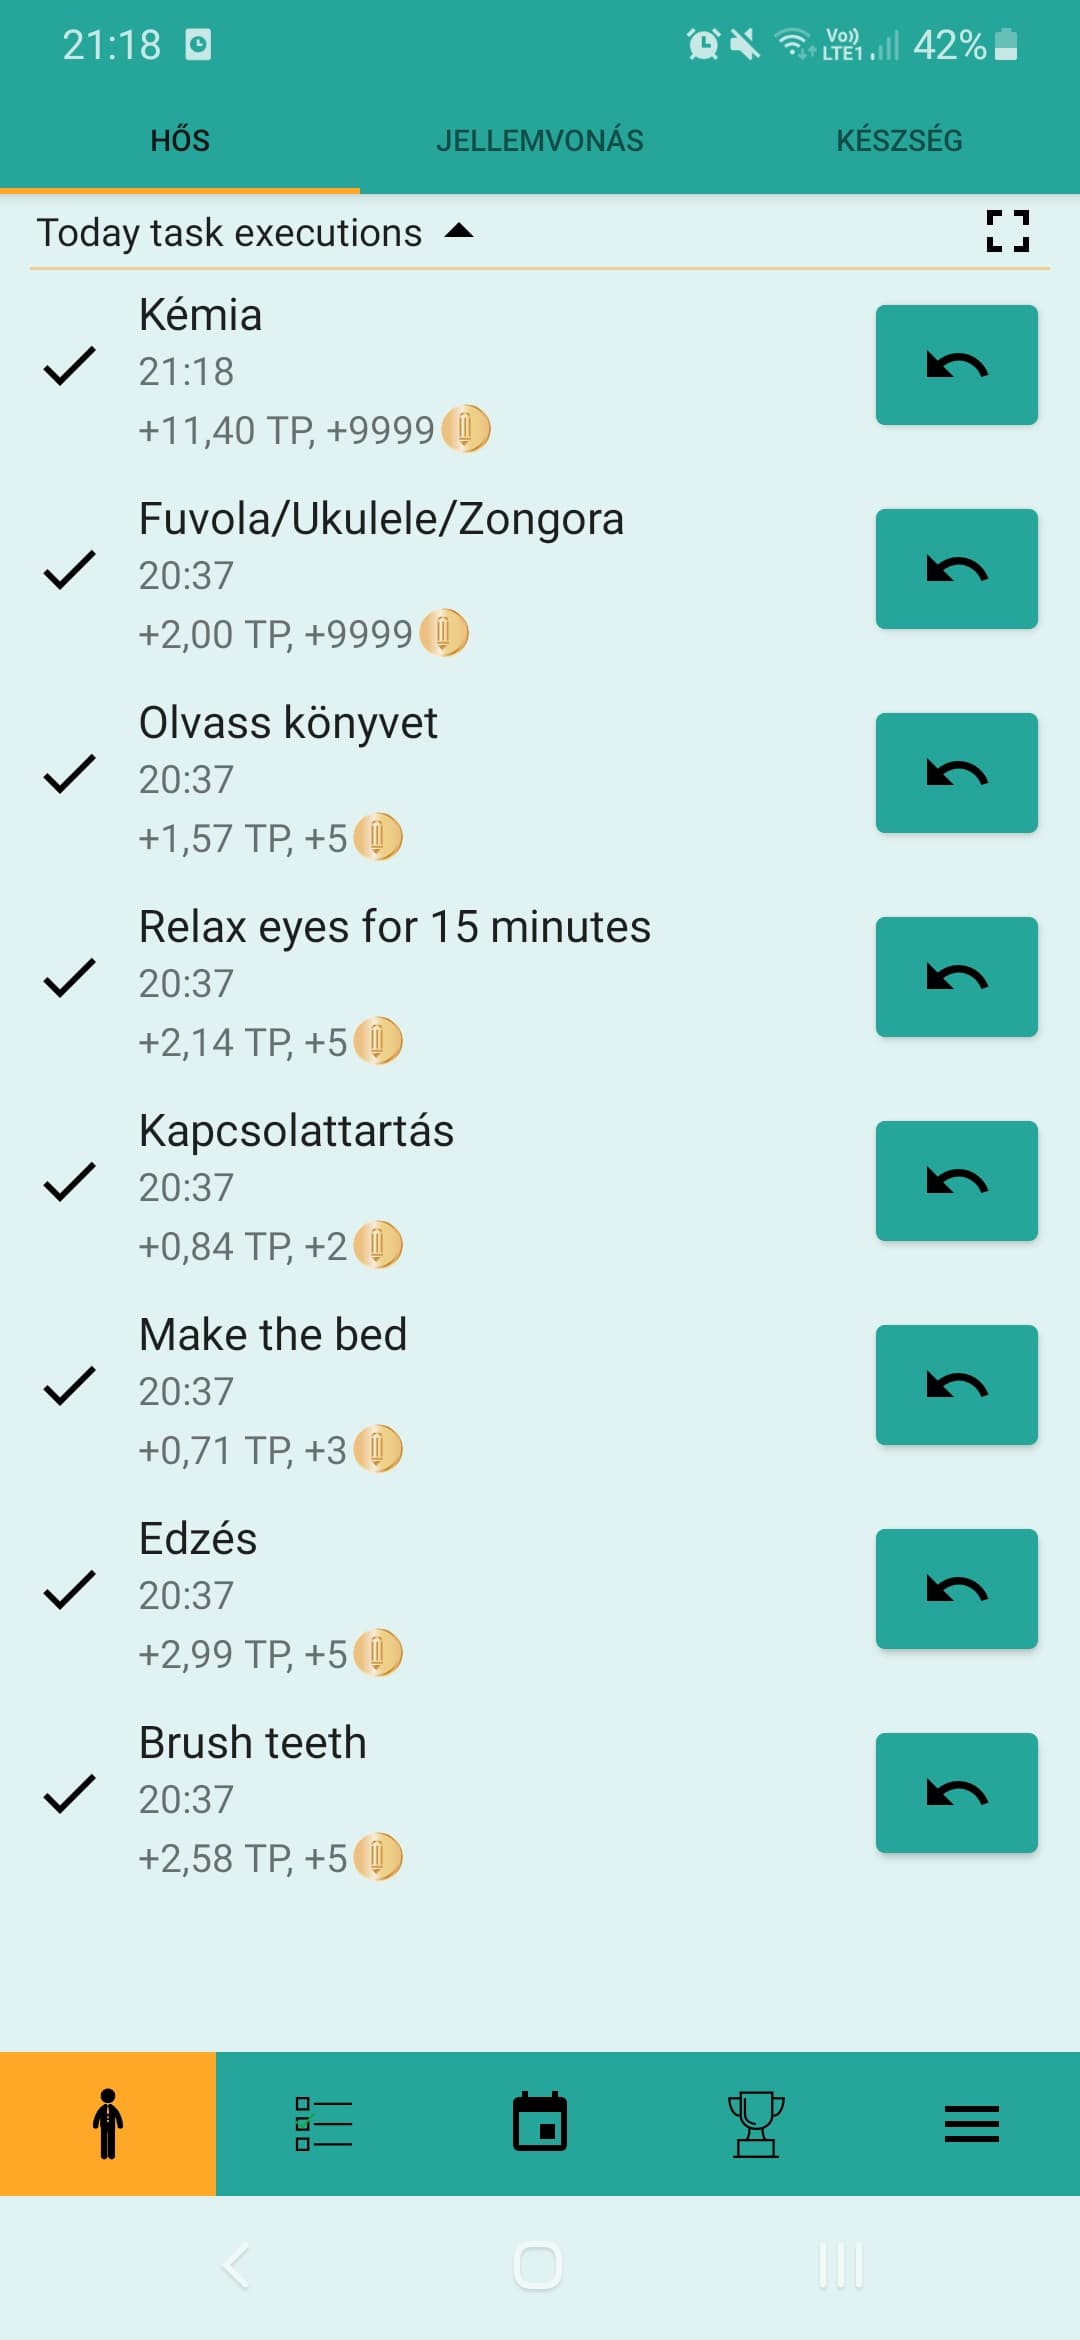 21:18
Vo))
LTE1
42%
HŐS
JELLEMVONÁS
KÉSZSÉG
Today task executions
Kémia
21:18
+11,40 TP, +9999
Fuvola/Ukulele/Zongora
20:37
+2,00 TP, +9999
Olvass könyvet
20:37
+1,57 TP, +5
Relax eyes for 15 minutes
20:37
+2,14 TP, +5
Kapcsolattartás
20:37
+0,84 TP, +2
Make the bed
20:37
+0,71 TP, +3
Edzés
20:37
+2,99 TP, +5
Brush teeth
20:37
+2,58 TP, +5